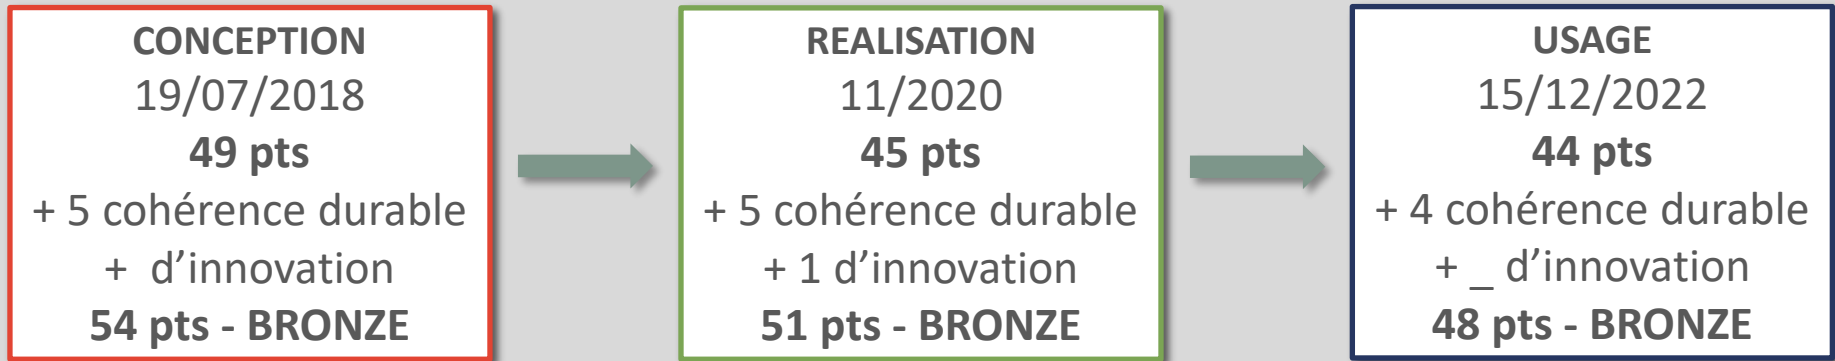 CONCEPTION
19/07/2018
49 pts
+ 5 cohérence durable
+ d’innovation
54 pts - BRONZE
REALISATION
11/2020
45 pts
+ 5 cohérence durable
+ 1 d’innovation
51 pts - BRONZE
USAGE
15/12/2022
44 pts
+ 4 cohérence durable
+ _ d’innovation
48 pts - BRONZE